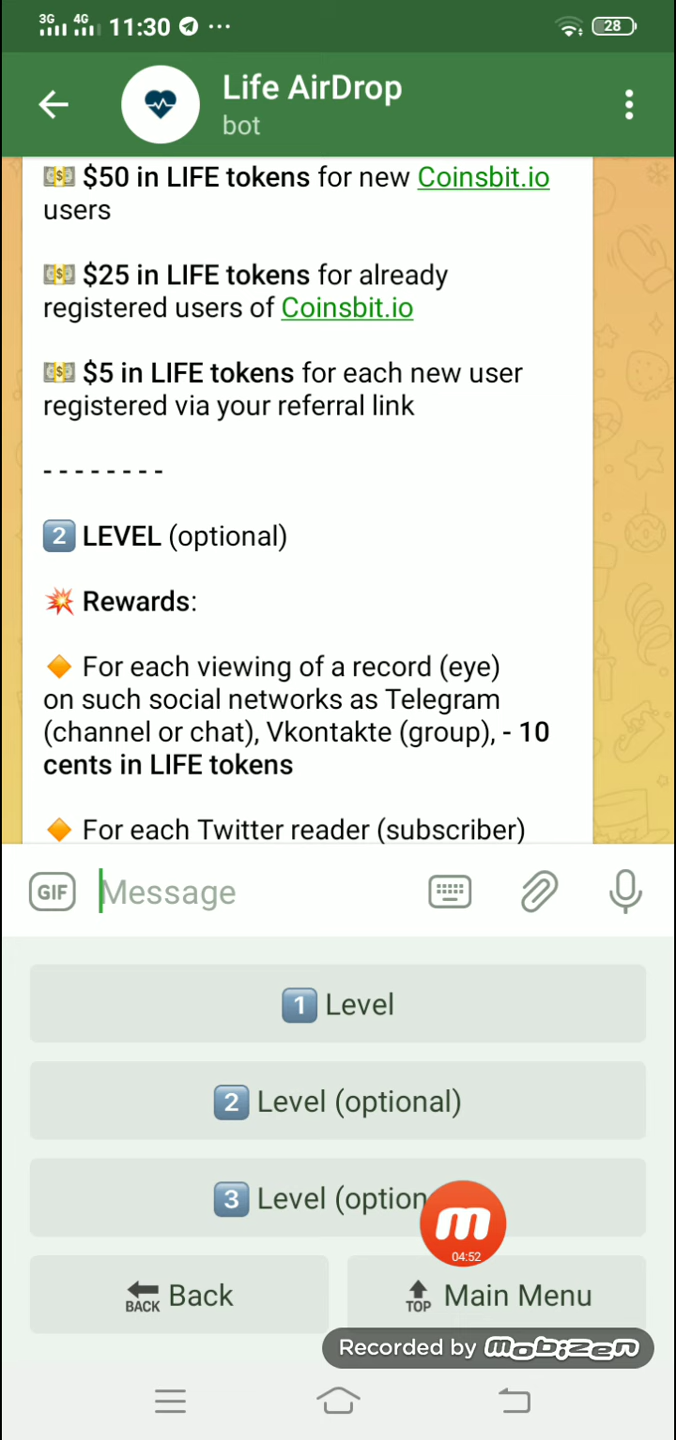 3G 4G 11:30 ... 28
Life AirDrop
bot
$50 in LIFE tokens for new Coinsbit.io
users
$25 in LIFE tokens for already
registered users of Coinsbit.io
$5 in LIFE tokens for each new user
registered via your referral link
- - - - - - - -
2 LEVEL (optional)
Rewards:
For each viewing of a record (eye)
on such social networks as Telegram
(channel or chat), Vkontakte (group), - 10
cents in LIFE tokens
For each Twitter reader (subscriber)
GIF Message
1 Level
2 Level (optional)
3 Level (option
m
04:52
BACK Back
TOP Main Menu
Recorded by mobizen